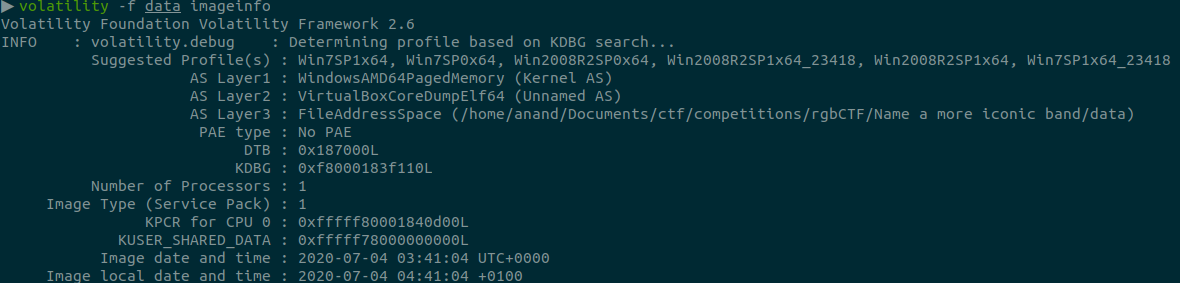 ▶ volatility -f data imageinfo
Volatility Foundation Volatility Framework 2.6
INFO    : volatility.debug    : Determining profile based on KDBG search...
Suggested Profile(s) : Win7SP1x64, Win7SP0x64, Win2008R2SP0x64, Win2008R2SP1x64_23418, Win2008R2SP1x64, Win7SP1x64_23418
AS Layer1 : WindowsAMD64PagedMemory (Kernel AS)
AS Layer2 : VirtualBoxCoreDumpElf64 (Unnamed AS)
AS Layer3 : FileAddressSpace (/home/anand/Documents/ctf/competitions/rgbCTF/Name a more iconic band/data)
PAE type : No PAE
DTB : 0x187000L
KDBG : 0xf8000183f110L
Number of Processors : 1
Image Type (Service Pack) : 1
KPCR for CPU 0 : 0xfffff80001840d00L
KUSER_SHARED_DATA : 0xfffff78000000000L
Image date and time : 2020-07-04 03:41:04 UTC+0000
Image local date and time : 2020-07-04 04:41:04 +0100